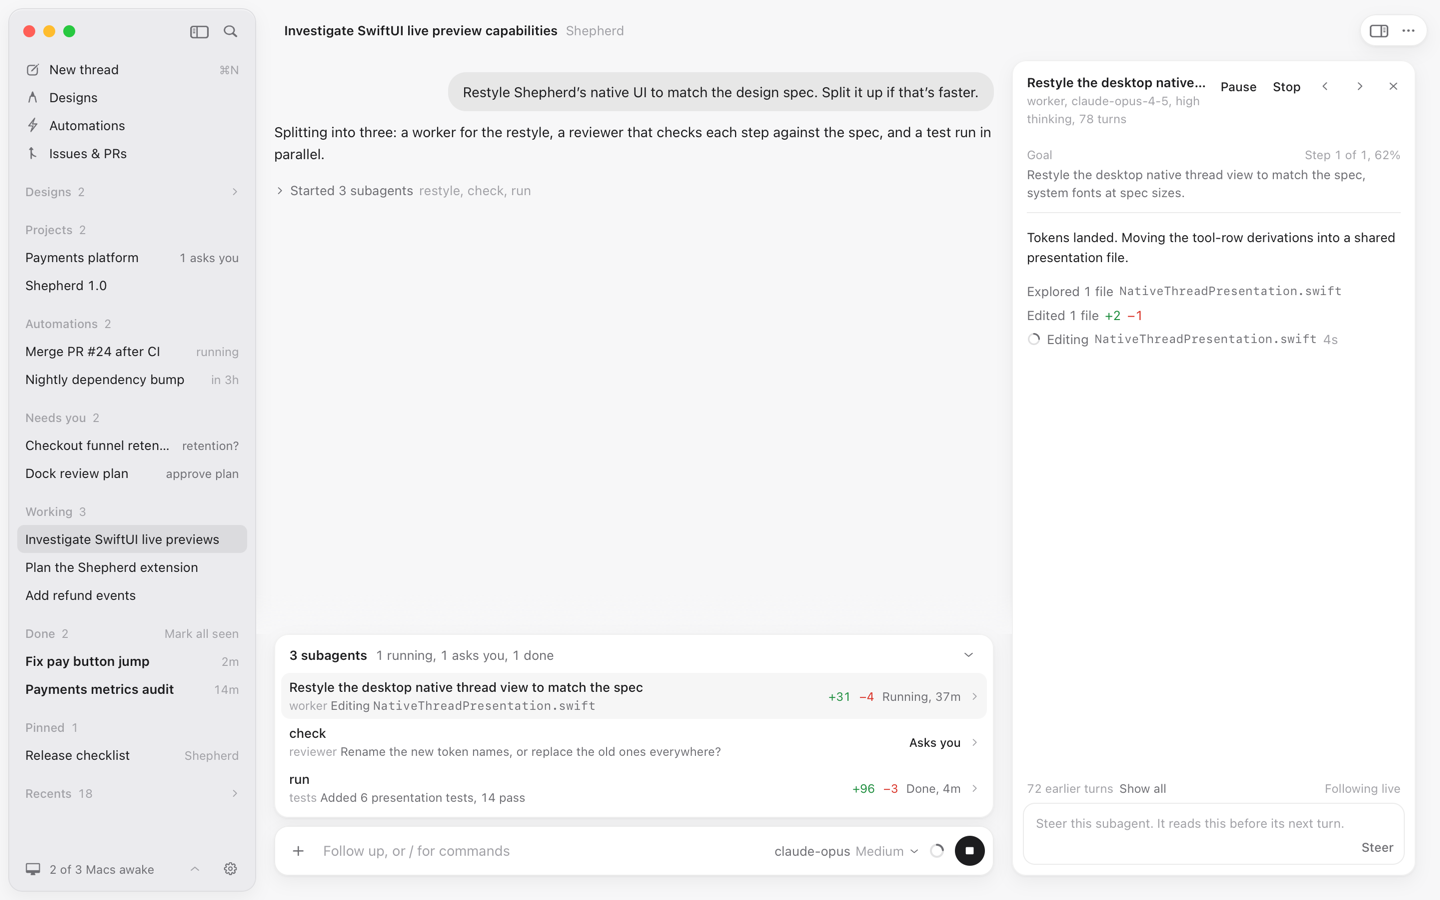 New thread ⌘N
Designs
Automations
Issues & PRs
Designs 2
Projects 2
Payments platform 1 asks you
Shepherd 1.0
Automations 2
Merge PR #24 after CI running
Nightly dependency bump in 3h
Needs you 2
Checkout funnel reten... retention?
Dock review plan approve plan
Working 3
Investigate SwiftUI live previews
Plan the Shepherd extension
Add refund events
Done 2 Mark all seen
Fix pay button jump 2m
Payments metrics audit 14m
Pinned 1
Release checklist Shepherd
Recents 18
2 of 3 Macs awake
Investigate SwiftUI live preview capabilities Shepherd
Restyle Shepherd's native UI to match the design spec. Split it up if that's faster.
Splitting into three: a worker for the restyle, a reviewer that checks each step against the spec, and a test run in
parallel.
Started 3 subagents restyle, check, run
3 subagents 1 running, 1 asks you, 1 done
Restyle the desktop native thread view to match the spec
worker Editing NativeThreadPresentation.swift
+31 −4 Running, 37m
check
reviewer Rename the new token names, or replace the old ones everywhere?
Asks you
run
tests Added 6 presentation tests, 14 pass
+96 −3 Done, 4m
Follow up, or / for commands
claude-opus Medium
Restyle the desktop native... Pause Stop
worker, claude-opus-4-5, high
thinking, 78 turns
Goal Step 1 of 1, 62%
Restyle the desktop native thread view to match the spec,
system fonts at spec sizes.
Tokens landed. Moving the tool-row derivations into a shared
presentation file.
Explored 1 file NativeThreadPresentation.swift
Edited 1 file +2 −1
Editing NativeThreadPresentation.swift 4s
72 earlier turns Show all Following live
Steer this subagent. It reads this before its next turn.
Steer